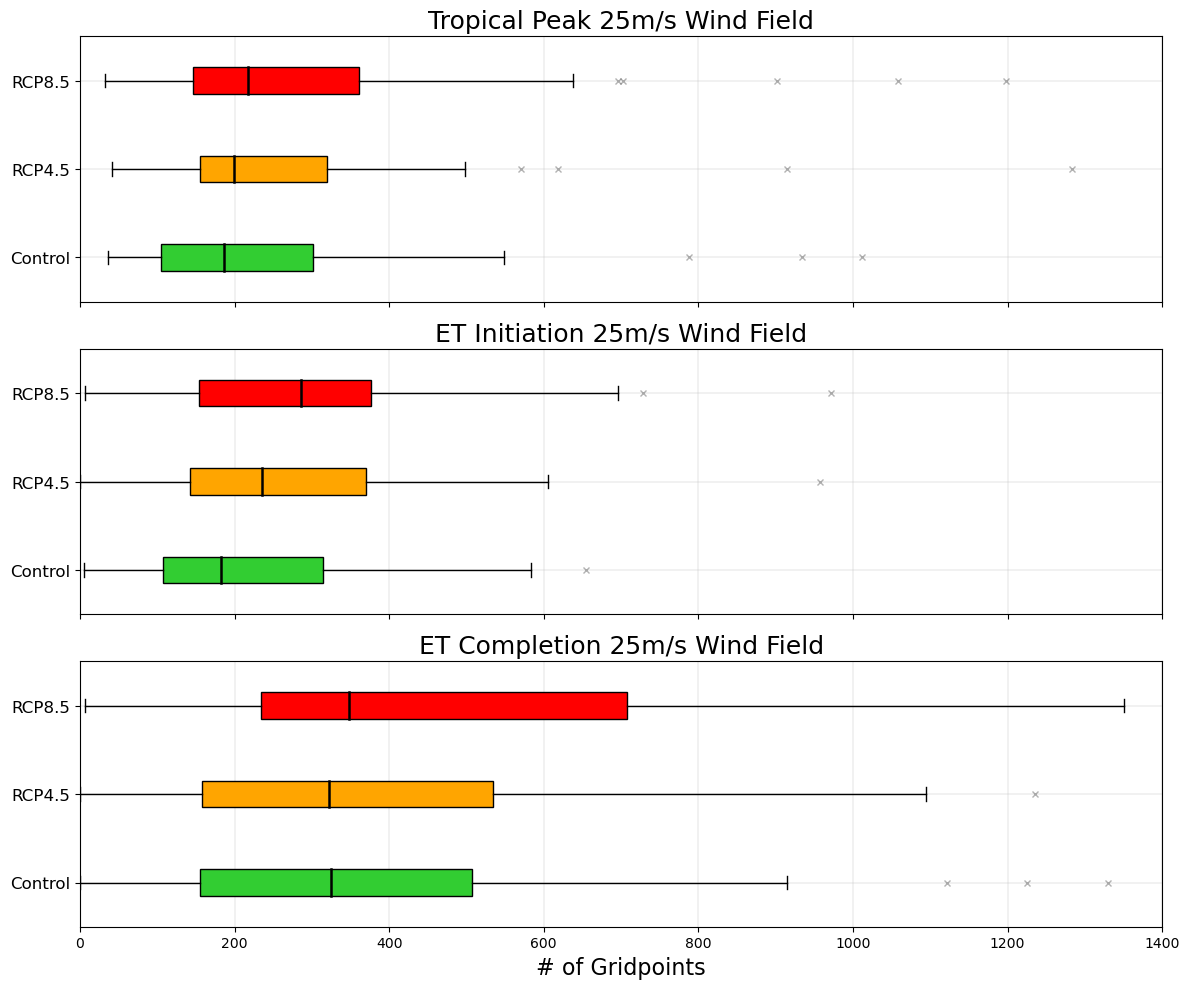 Tropical Peak 25m/s Wind Field
RCP8.5
RCP4.5
Control
ET Initiation 25m/s Wind Field
RCP8.5
RCP4.5
Control
ET Completion 25m/s Wind Field
RCP8.5
RCP4.5
Control
0 200 400 600 800 1000 1200 1400
# of Gridpoints